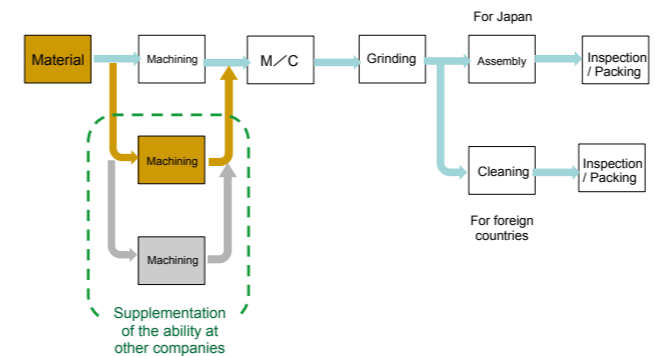 For Japan
Material
Machining
M／C
Grinding
Assembly
Inspection
/ Packing
Machining
Cleaning
Inspection
/ Packing
For foreign
countries
Machining
Supplementation
of the ability at
other companies